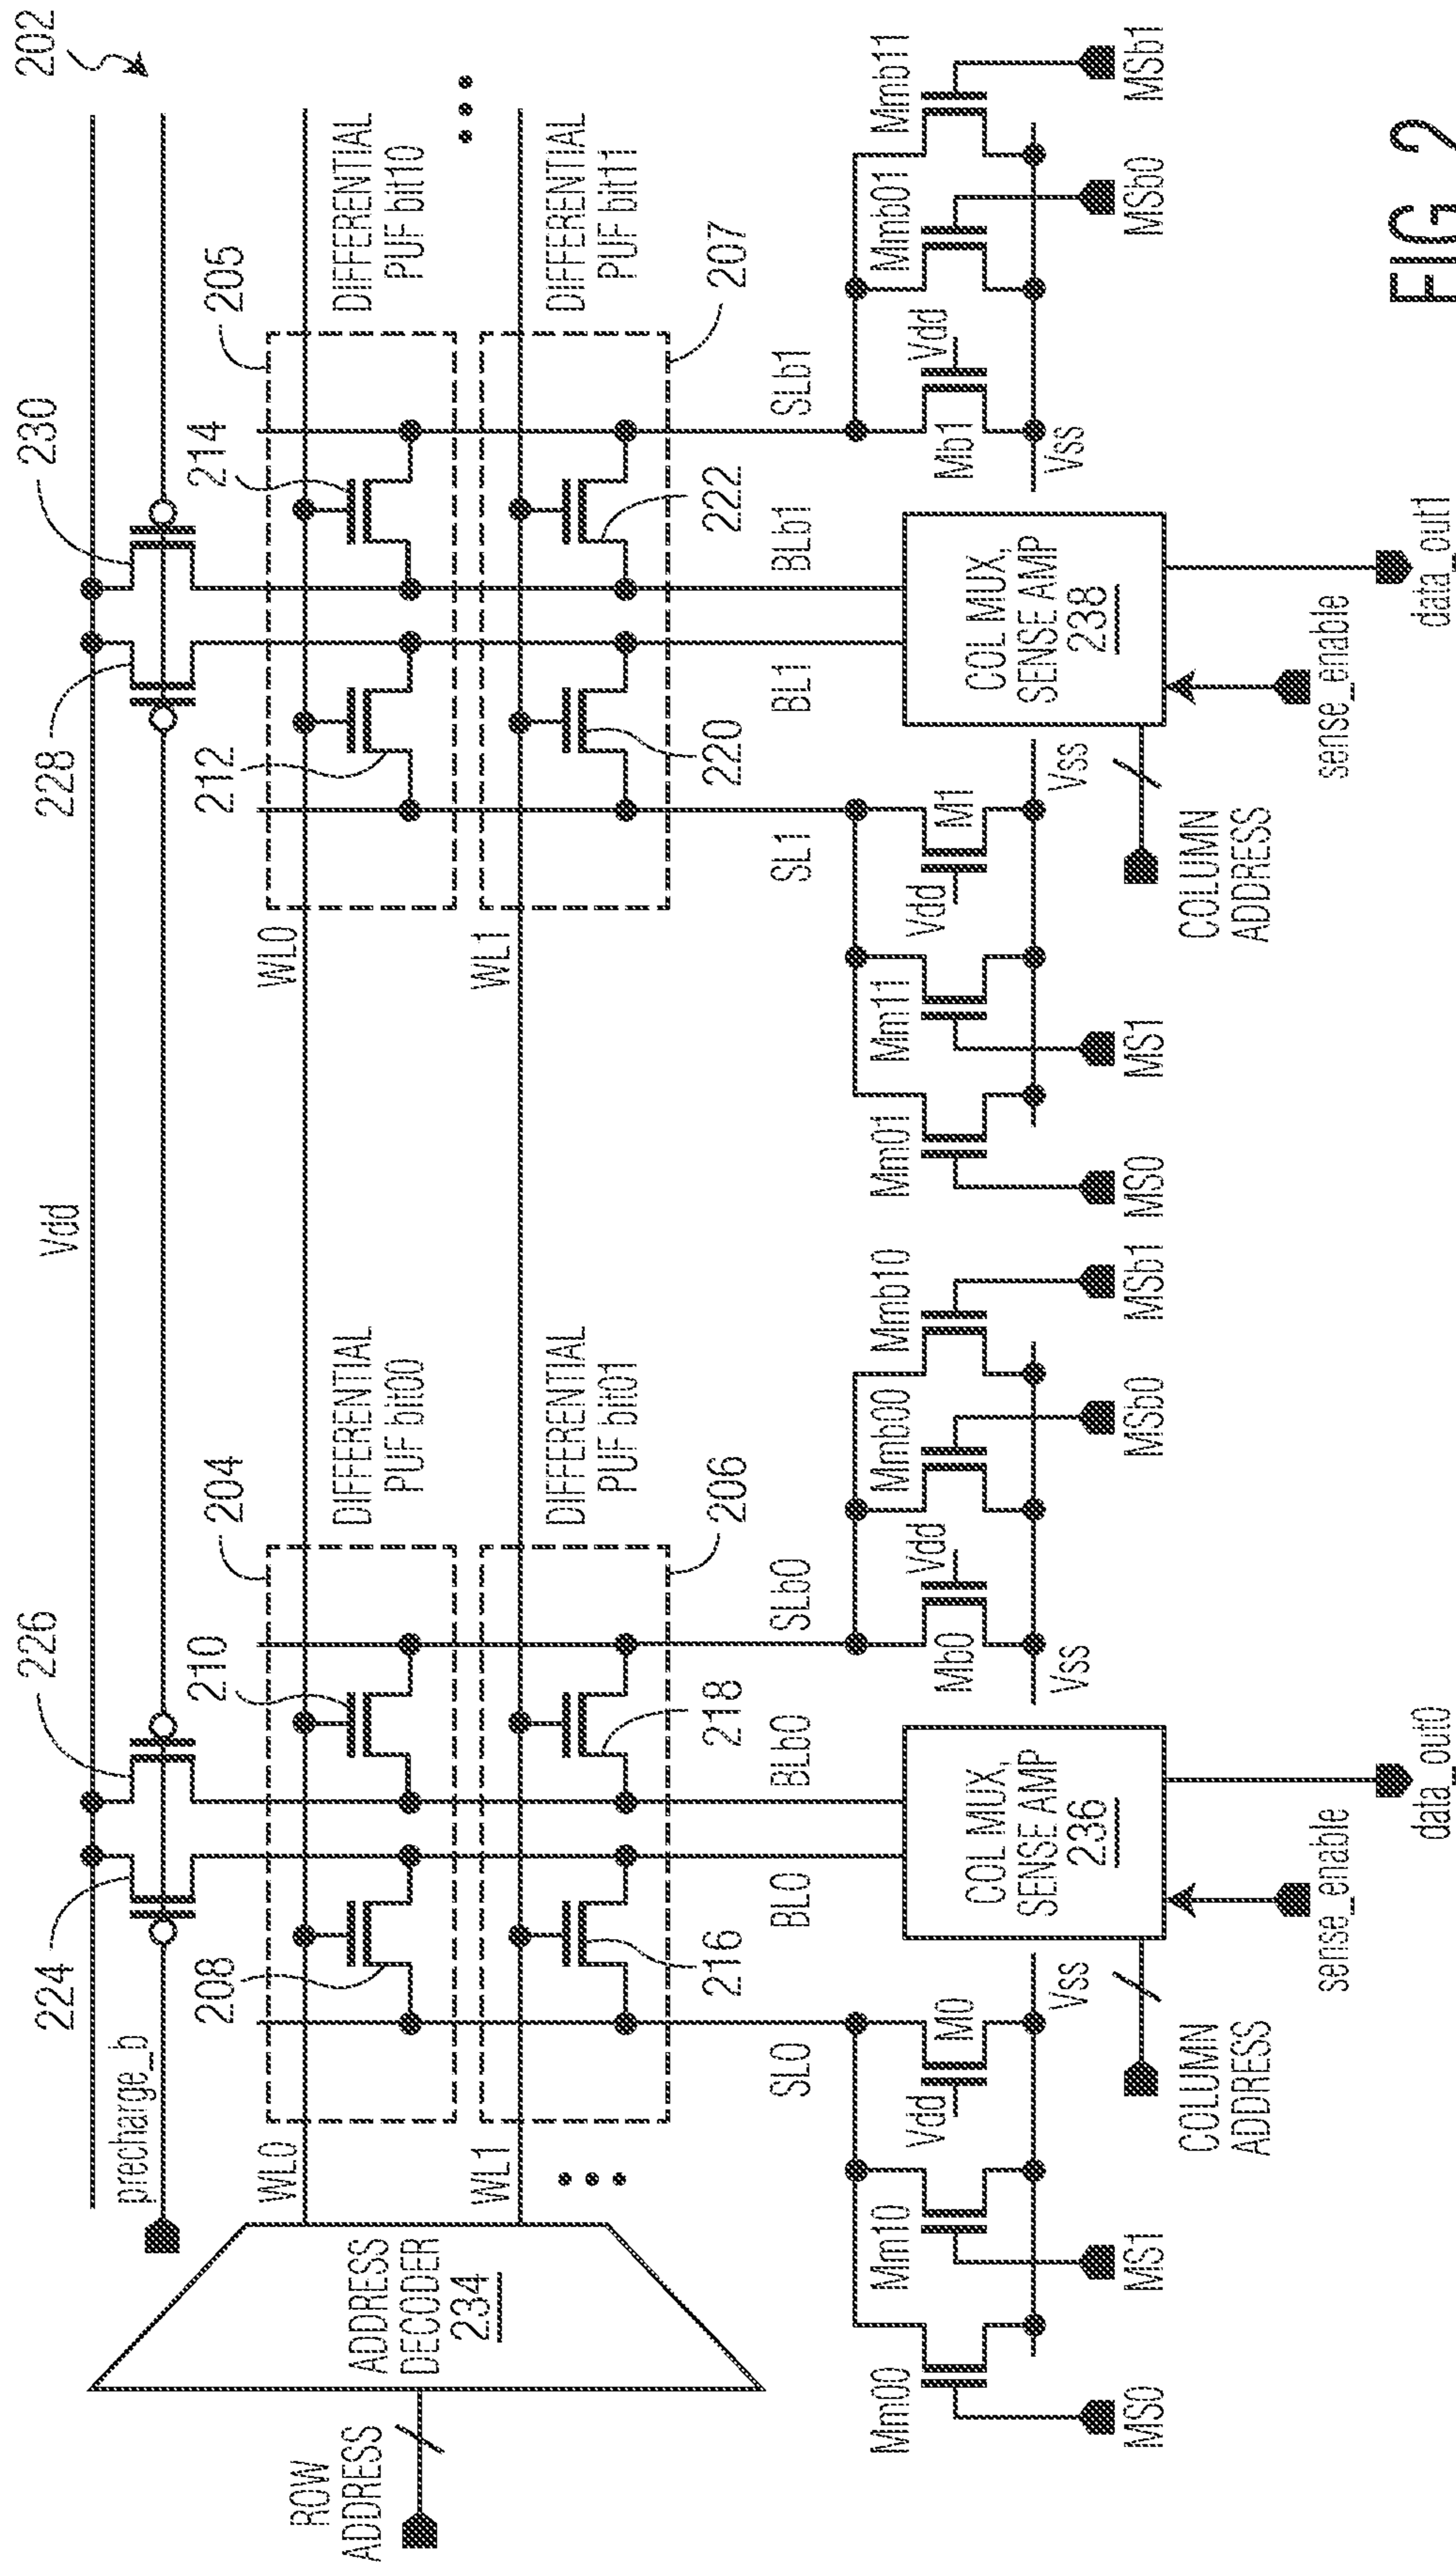 202
Vdd
precharge_b
224
226
228
230
ROW
ADDRESS
ADDRESS
DECODER
234
WL0
WL1
208
204
210
DIFFERENTIAL
PUF bit00
WL0
212
214
205
DIFFERENTIAL
PUF bit10
DIFFERENTIAL
PUF bit01
WL1
DIFFERENTIAL
PUF bit11
216
218
206
220
222
207
SL0
BL0
BLb0
SLb0
SL1
BL1
BLb1
SLb1
Mm00
Mm10
Vdd
M0
Vss
MS0
MS1
COL MUX,
SENSE AMP
236
Mb0
Vdd
Mmb00
Mmb10
Vss
MSb0
MSb1
Mm01
Mm11
Vdd
M1
Vss
MS0
MS1
COL MUX,
SENSE AMP
238
Mb1
Vdd
Mmb01
Mmb11
Vss
MSb0
MSb1
COLUMN
ADDRESS
sense_enable
data_out0
COLUMN
ADDRESS
sense_enable
data_out1
FIG. 2